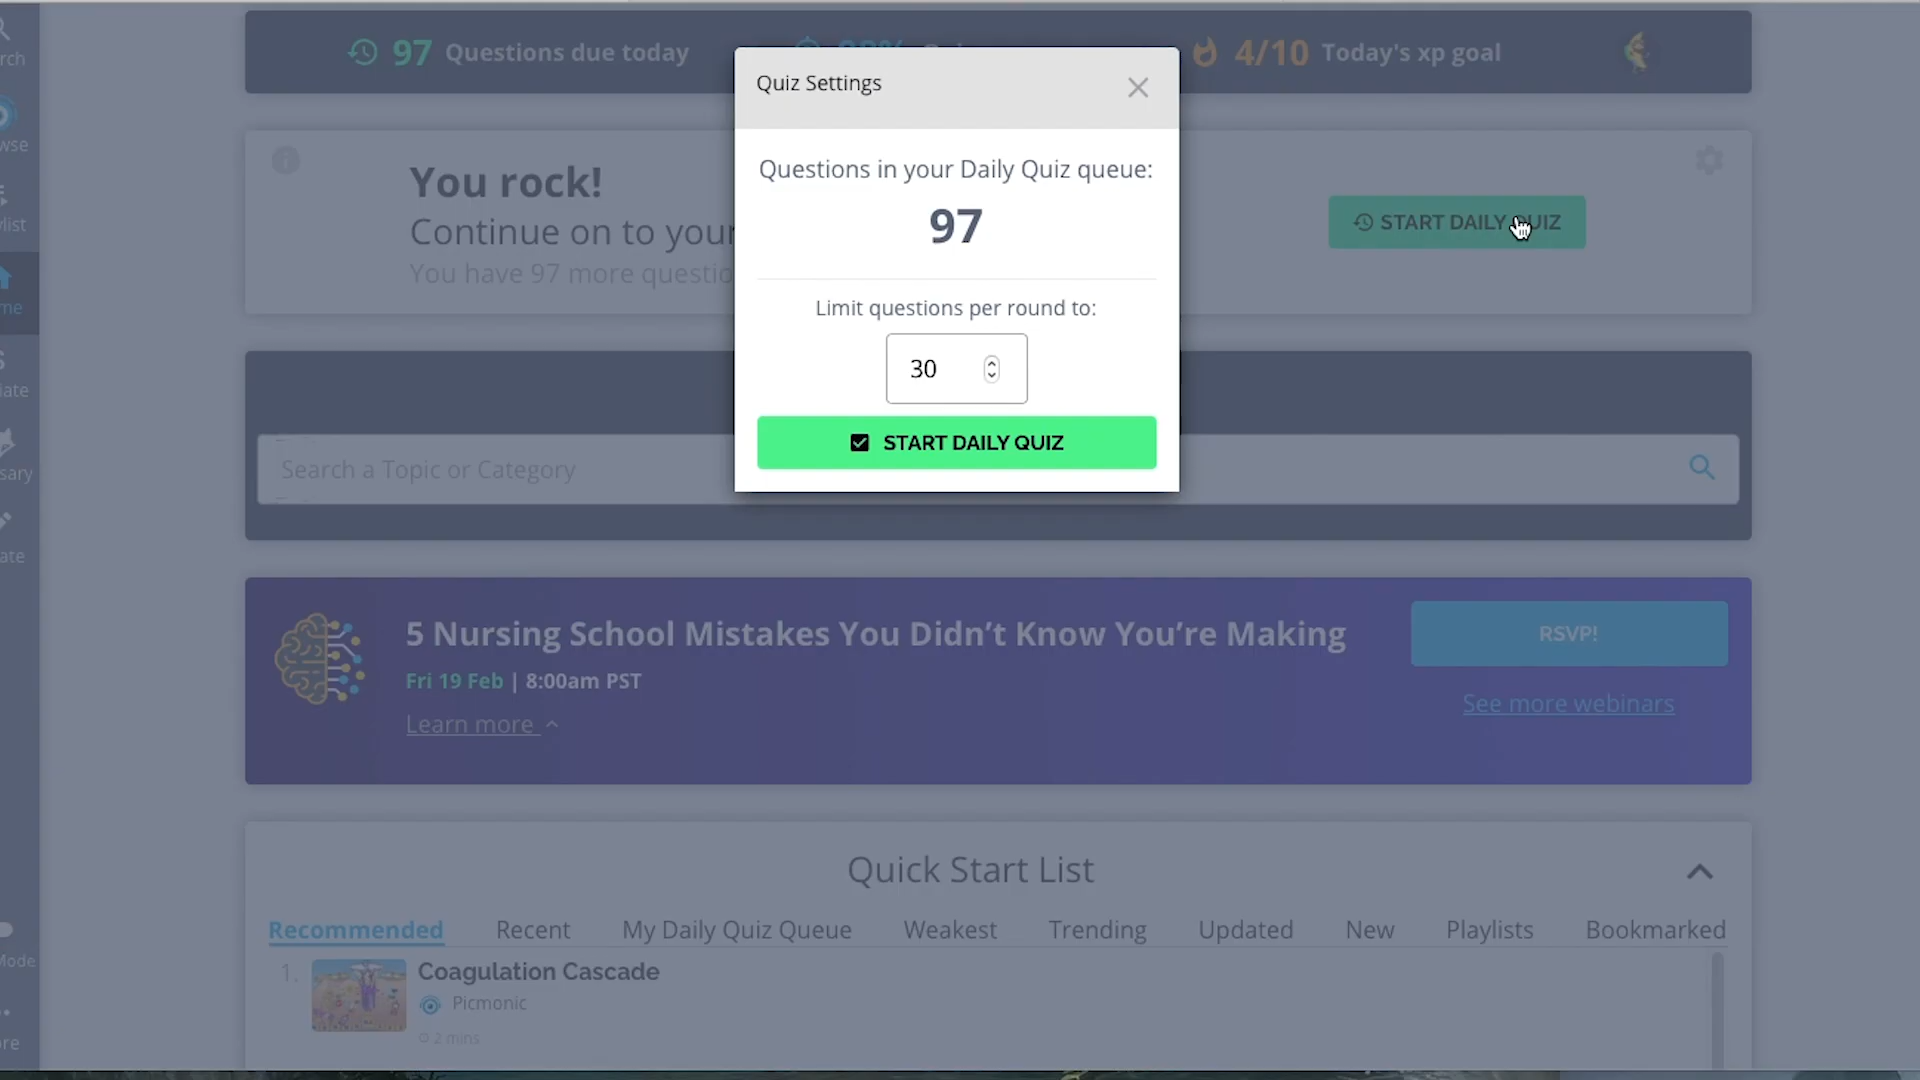 97 Questions due today
4/10 Today's xp goal
Quiz Settings
Questions in your Daily Quiz queue:
97
Limit questions per round to:
30
START DAILY QUIZ
You rock!
Continue on to your
You have 97 more questio
START DAILY QUIZ
Search a Topic or Category
5 Nursing School Mistakes You Didn't Know You're Making
Fri 19 Feb | 8:00am PST
Learn more
RSVP!
See more webinars
Quick Start List
Recommended Recent My Daily Quiz Queue Weakest Trending Updated New Playlists Bookmarked
1. Coagulation Cascade
Picmonic
2 mins
rch
wse
list
me
iate
sary
ate
Mode
re